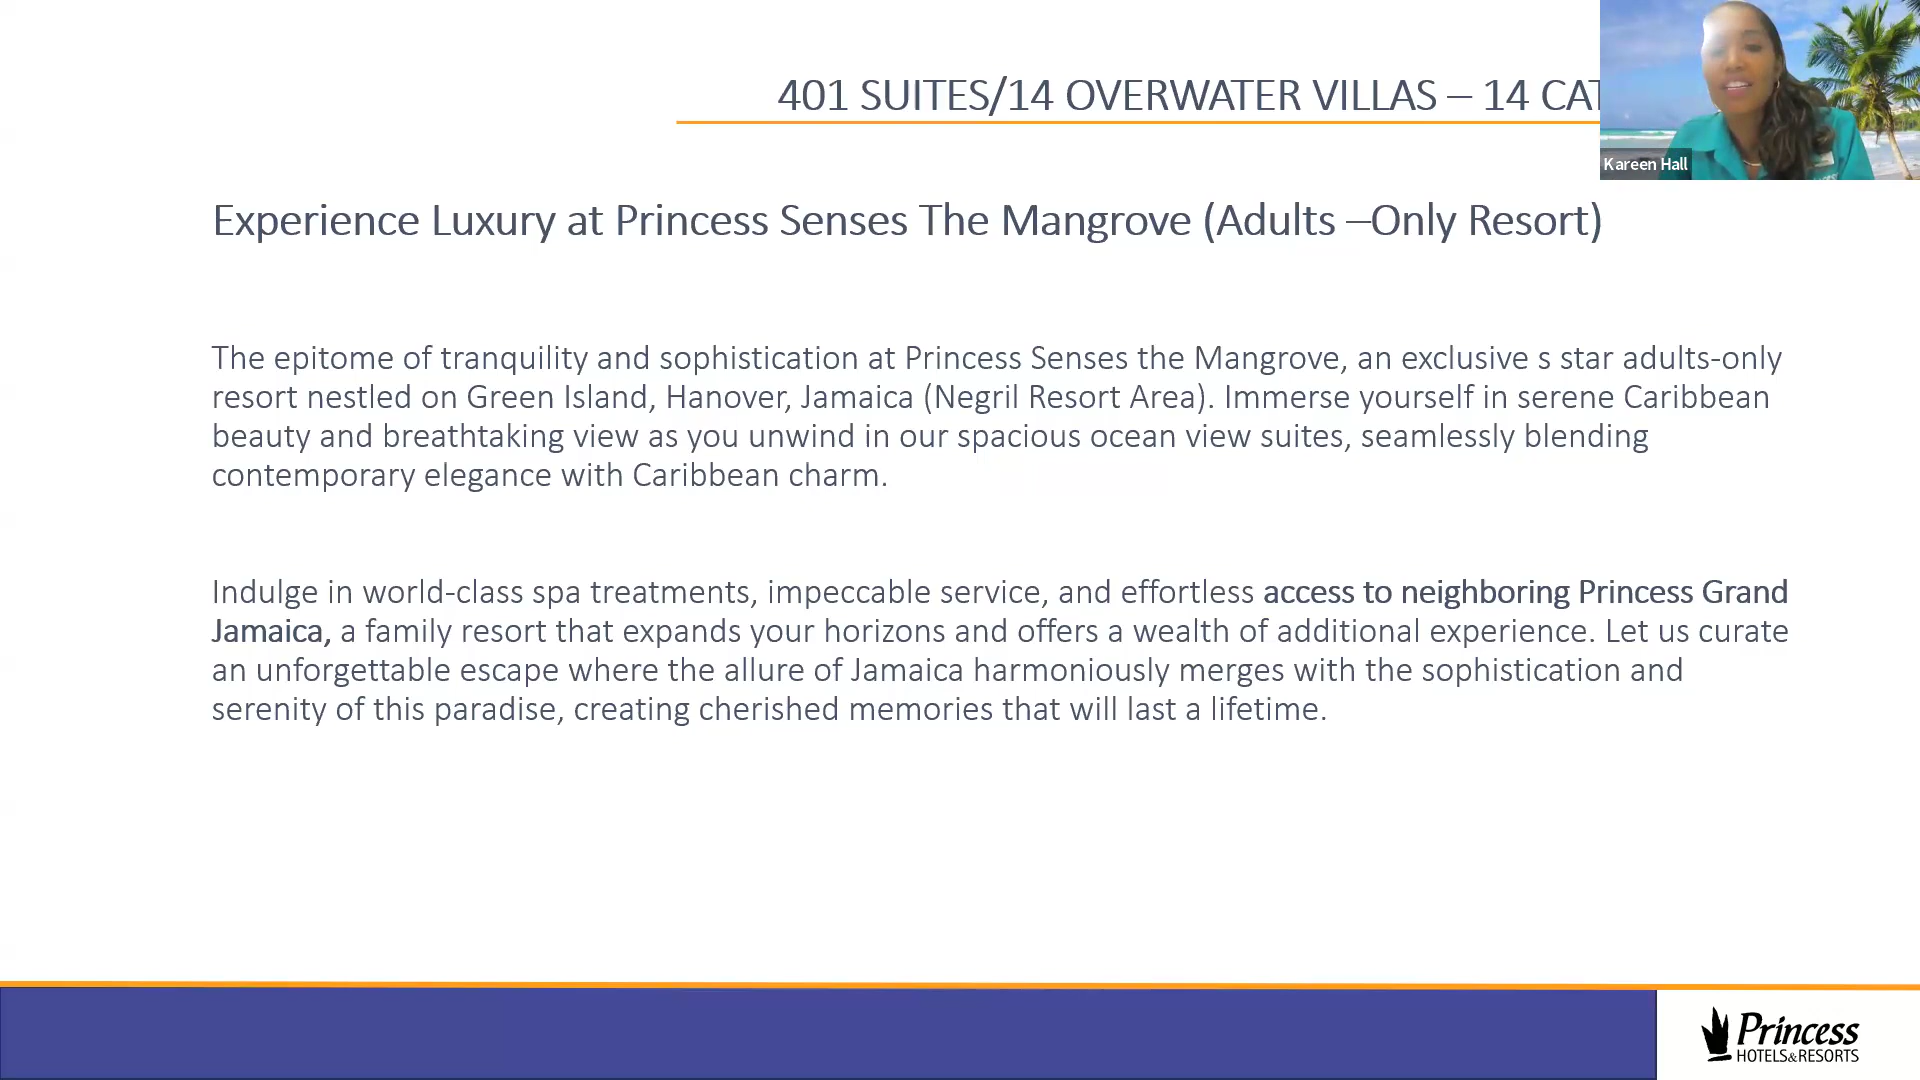 401 SUITES/14 OVERWATER VILLAS – 14 CAT
Kareen Hall
Experience Luxury at Princess Senses The Mangrove (Adults –Only Resort)
The epitome of tranquility and sophistication at Princess Senses the Mangrove, an exclusive s star adults-only
resort nestled on Green Island, Hanover, Jamaica (Negril Resort Area). Immerse yourself in serene Caribbean
beauty and breathtaking view as you unwind in our spacious ocean view suites, seamlessly blending
contemporary elegance with Caribbean charm.
Indulge in world-class spa treatments, impeccable service, and effortless access to neighboring Princess Grand
Jamaica, a family resort that expands your horizons and offers a wealth of additional experience. Let us curate
an unforgettable escape where the allure of Jamaica harmoniously merges with the sophistication and
serenity of this paradise, creating cherished memories that will last a lifetime.
Princess
HOTELS&RESORTS